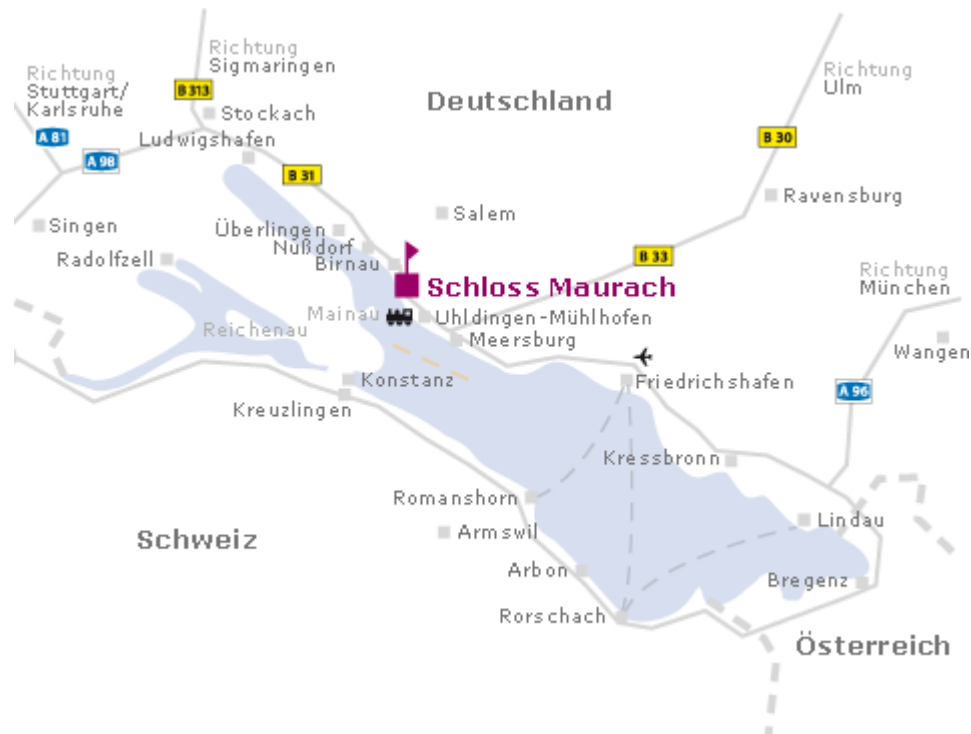 Richtung
Sigmaringen
Richtung
Stuttgart/
Karlsruhe
Richtung
Ulm
B 313
Deutschland
Stockach
A 81
B 30
Ludwigshafen
A 98
B 31
Ravensburg
Salem
Singen
Überlingen
Nußdorf
Radolfzell
B 33
Birnau
Richtung
München
Schloss Maurach
Mainau
Uhldingen-Mühlhofen
Reichenau
Meersburg
Wangen
Konstanz
Friedrichshafen
A 96
Kreuzlingen
Kressbronn
Romanshorn
Lindau
Armswil
Schweiz
Arbon
Bregenz
Rorschach
Österreich